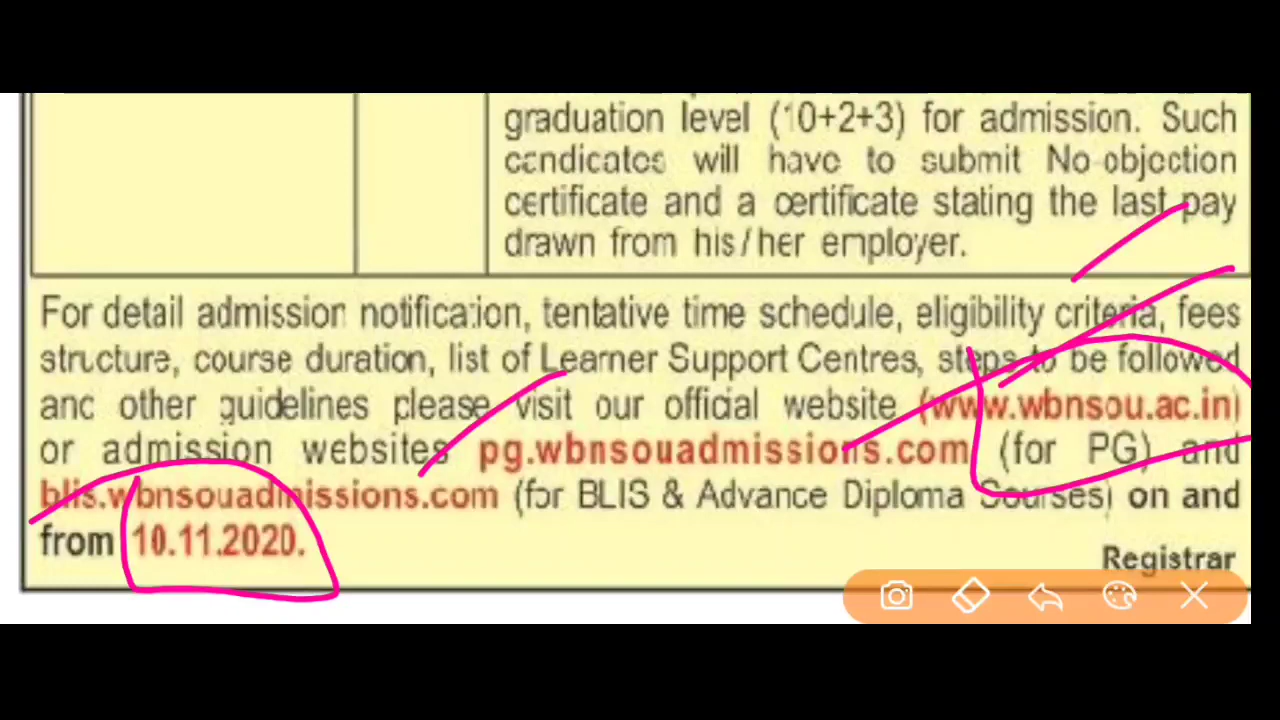 graduation level (10+2+3) for admission. Such
candidates will have to submit No-objection
certificate and a certificate stating the last pay
drawn from his/her employer.
For detail admission notification, tentative time schedule, eligibility criteria, fees
structure, course duration, list of Learner Support Centres, steps to be followed
and other guidelines please visit our official website (www.wbnsou.ac.in)
or admission websites pg.wbnsouadmissions.com (for PG) and
blis.wbnsouadmissions.com (for BLIS & Advance Diploma Courses) on and
from 10.11.2020.
Registrar